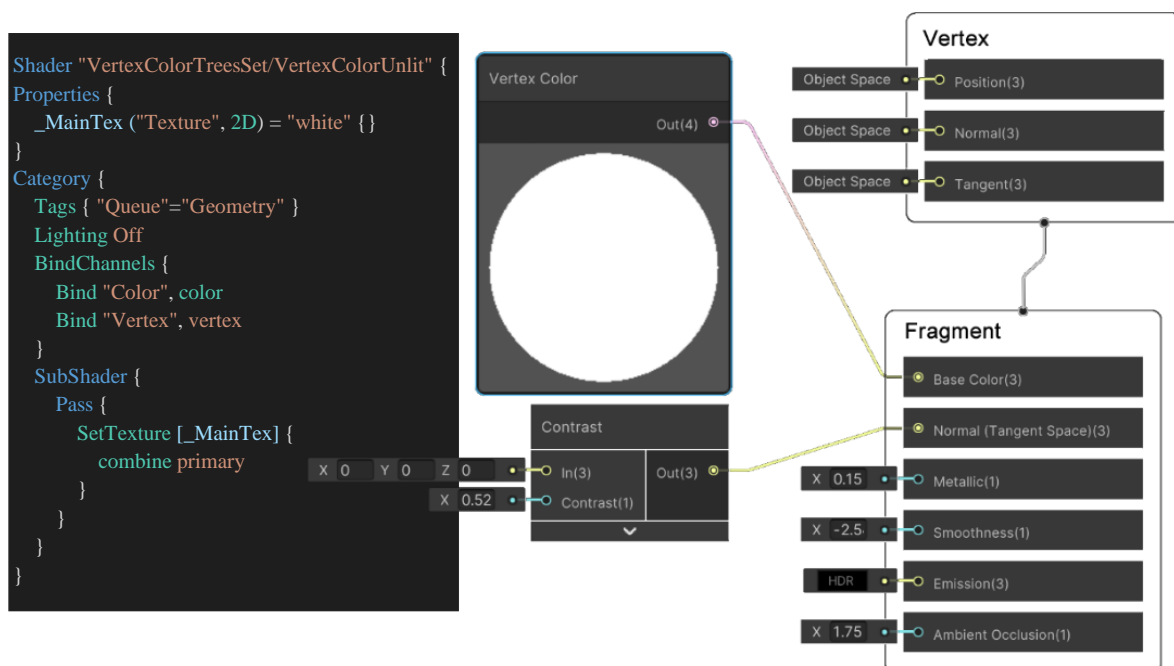 Shader "VertexColorTreesSet/VertexColorUnlit" {
Properties {
_MainTex ("Texture", 2D) = "white" {}
}
Category {
Tags { "Queue"="Geometry" }
Lighting Off
BindChannels {
Bind "Color", color
Bind "Vertex", vertex
}
SubShader {
Pass {
SetTexture [_MainTex] {
combine primary
}
}
}
}
Vertex Color
Out(4)
Contrast
X 0 Y 0 Z 0
In(3)
Out(3)
X 0.52
Contrast(1)
Vertex
Object Space
Position(3)
Object Space
Normal(3)
Object Space
Tangent(3)
Fragment
Base Color(3)
Normal (Tangent Space)(3)
X 0.15
Metallic(1)
X -2.5
Smoothness(1)
HDR
Emission(3)
X 1.75
Ambient Occlusion(1)